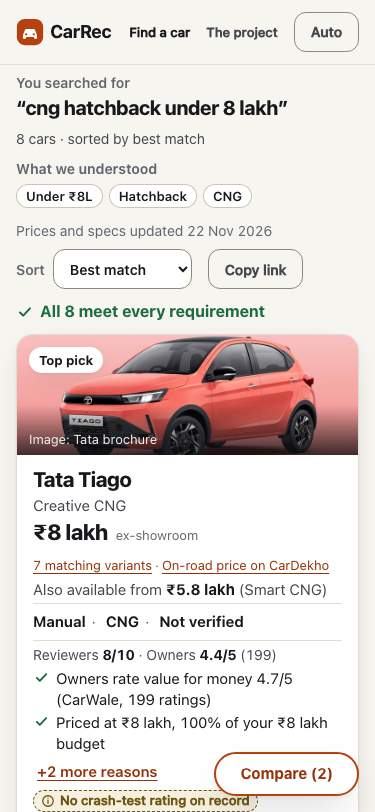 CarRec Find a car The project Auto
You searched for
“cng hatchback under 8 lakh”
8 cars · sorted by best match
What we understood
Under ₹8L Hatchback CNG
Prices and specs updated 22 Nov 2026
Sort Best match Copy link
All 8 meet every requirement
Top pick
TIAGO
Image: Tata brochure
Tata Tiago
Creative CNG
₹8 lakh ex-showroom
7 matching variants · On-road price on CarDekho
Also available from ₹5.8 lakh (Smart CNG)
Manual · CNG · Not verified
Reviewers 8/10 · Owners 4.4/5 (199)
Owners rate value for money 4.7/5
(CarWale, 199 ratings)
Priced at ₹8 lakh, 100% of your ₹8 lakh
budget
+2 more reasons
Compare (2)
No crash-test rating on record